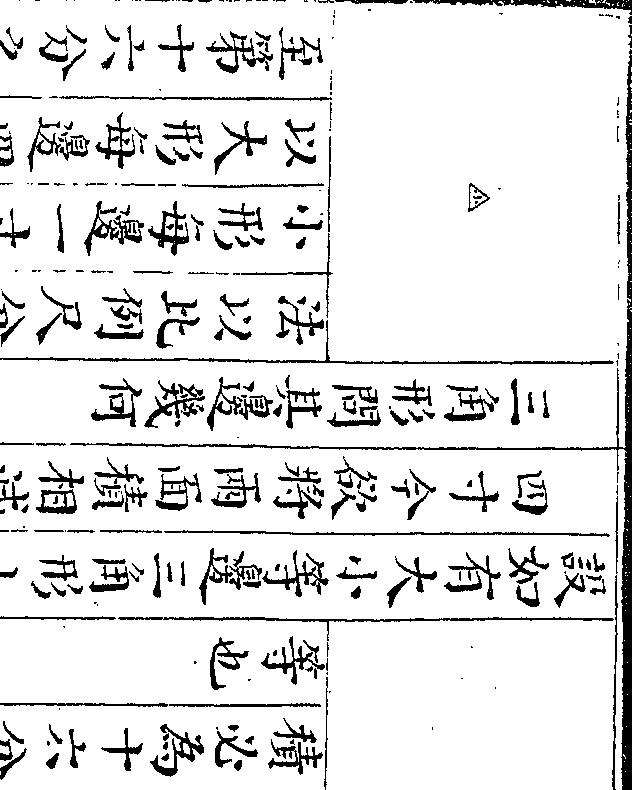 積必為十六分
等也
設如有大小等邊三角形
四寸今欲將兩面積相減
三角形問其邊幾何
法以比例尺分
小形每邊一寸
以大形每邊四
至第十六分之
小